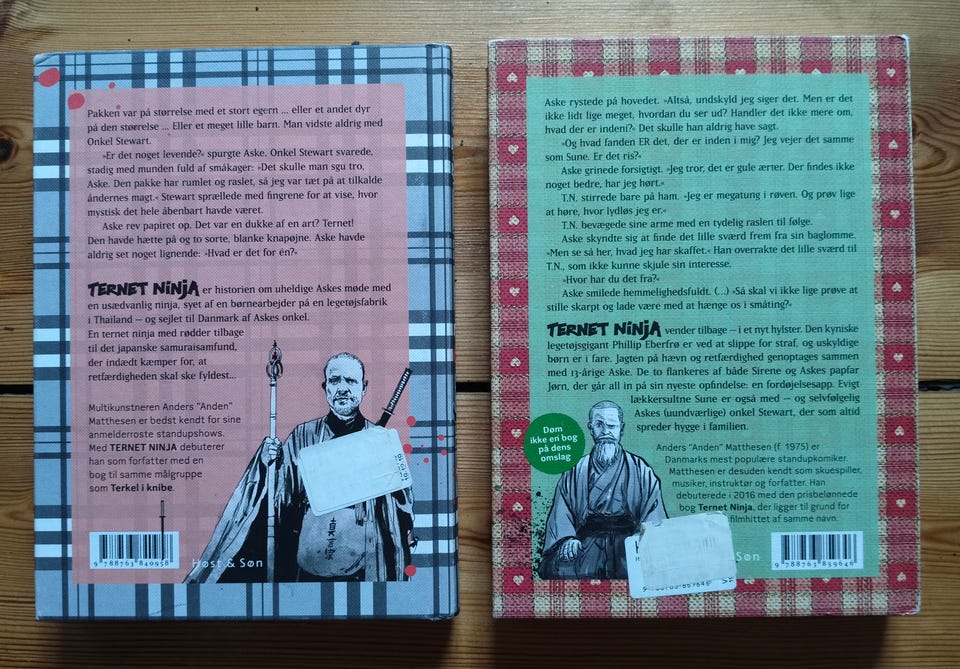 Pakken var på størrelse med et stort egern ... eller et andet dyr
på den størrelse ... Eller et meget lille barn. Man vidste aldrig med
Onkel Stewart.
»Er det noget levende?« spurgte Aske. Onkel Stewart svarede,
stadig med munden fuld af småkager: »Det skulle man sgu tro,
Aske. Den pakke har rumlet og raslet, så jeg var tæt på at tilkalde
åndernes magt.« Stewart sprællede med fingrene for at vise, hvor
mystisk det hele åbenbart havde været.
Aske rev papiret op. Det var en dukke af en art? Ternet!
Den havde hætte på og to sorte, blanke knapøjne. Aske havde
aldrig set noget lignende: »Hvad er det for én?«
TERNET NINJA er historien om uheldige Askes møde med
en usædvanlig ninja, syet af en børnearbejder på en legetøjsfabrik
i Thailand – og sejlet til Danmark af Askes onkel.
En ternet ninja med rødder tilbage
til det japanske samuraisamfund,
der indædt kæmper for, at
retfærdigheden skal ske fyldest...
Multikunstneren Anders "Anden"
Matthesen er bedst kendt for sine
anmelderroste standupshows.
Med TERNET NINJA debuterer
han som forfatter med en
bog til samme målgruppe
som Terkel i knibe.
9 788763 840958
Høst & Søn
Aske rystede på hovedet. »Altså, undskyld jeg siger det. Men er det
ikke lidt lige meget, hvordan du ser ud? Handler det ikke mere om,
hvad der er indeni?« Det skulle han aldrig have sagt.
»Og hvad fanden ER det, der er inden i mig? Jeg vejer det samme
som Sune. Er det ris?«
Aske grinede forsigtigt. »Jeg tror, det er gule ærter. Der findes ikke
noget bedre, har jeg hørt.«
T.N. stirrede bare på ham. »Jeg er megatung i røven. Og prøv lige
at høre, hvor lydløs jeg er.«
T.N. bevægede sine arme med en tydelig raslen til følge.
Aske skyndte sig at finde det lille sværd frem fra sin baglomme.
»Men se så her, hvad jeg har skaffet.« Han overrakte det lille sværd til
T.N., som ikke kunne skjule sin interesse.
»Hvor har du det fra?«
Aske smilede hemmelighedsfuldt. (...) »Så skal vi ikke lige prøve at
stille skarpt og lade være med at hænge os i småting?«
TERNET NINJA vender tilbage – i et nyt hylster. Den kyniske
legetøjsgigant Phillip Eberfrø er ved at slippe for straf, og uskyldige
børn er i fare. Jagten på hævn og retfærdighed genoptages sammen
med 13-årige Aske. De to flankeres af både Sirene og Askes papfar
Jørn, der går all in på sin nyeste opfindelse: en fordøjelsesapp. Evigt
lækkersultne Sune er også med – og selvfølgelig
Askes (uundværlige) onkel Stewart, som altid
spreder hygge i familien.
Døm
ikke en bog
på dens
omslag
Anders "Anden" Matthesen (f. 1975) er
Danmarks mest populære standupkomiker.
Matthesen er desuden kendt som skuespiller,
musiker, instruktør og forfatter. Han
debuterede i 2016 med den prisbelønnede
bog Ternet Ninja, der ligger til grund for
filmhittet af samme navn.
Søn
9 788763 859646